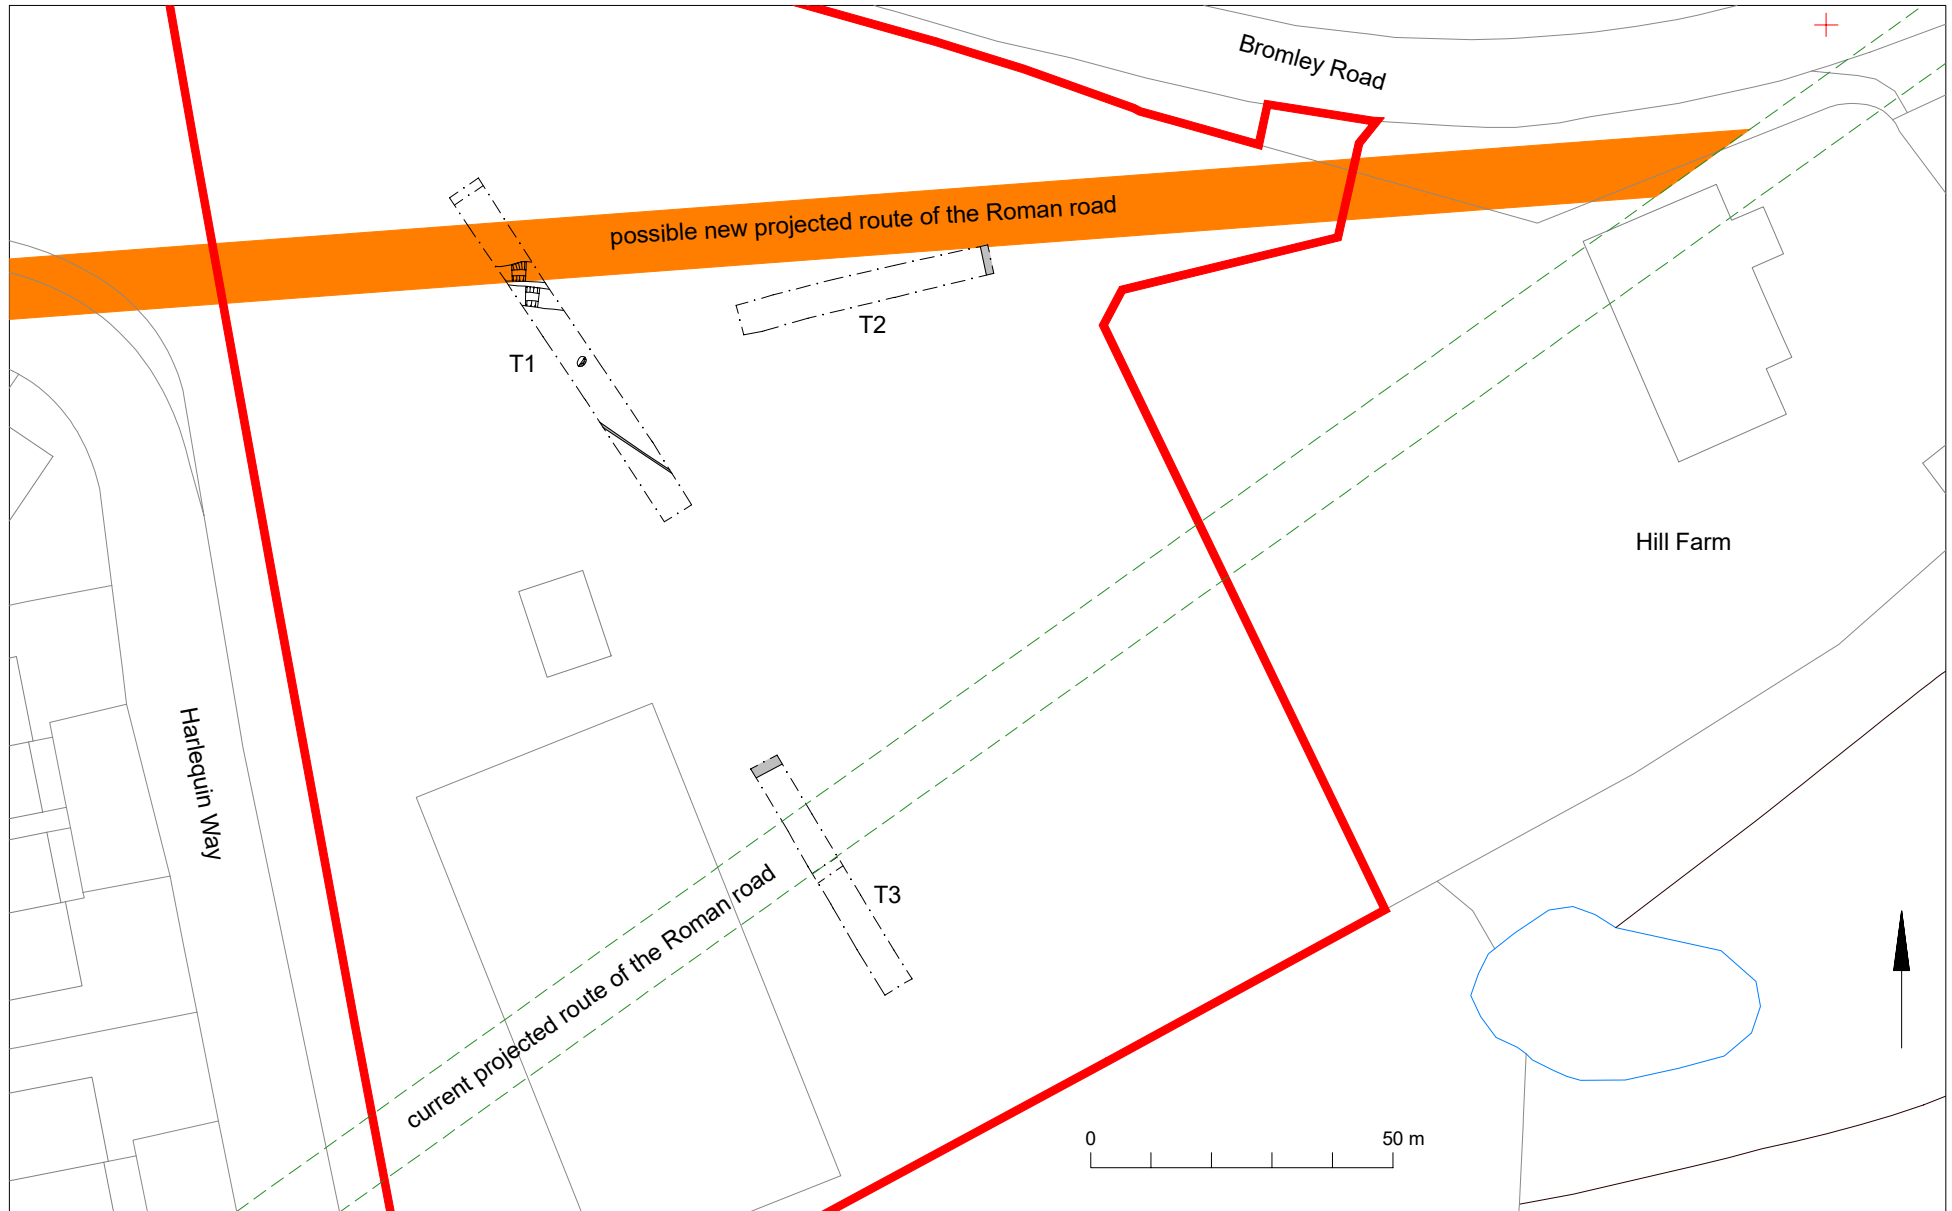 Bromley Road
possible new projected route of the Roman road
T2
T1
Hill Farm
Harlequin Way
T3
current projected route of the Roman road
0 50 m